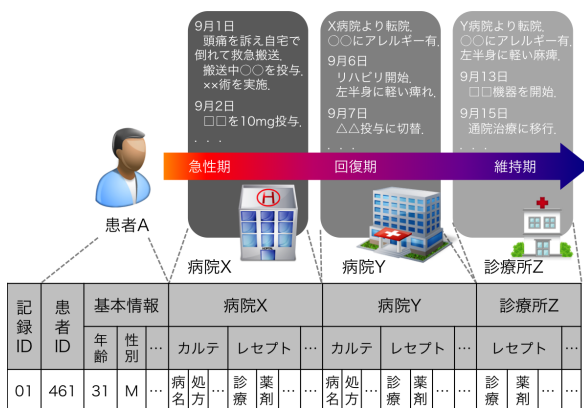 9月1日
頭痛を訴え自宅で
倒れて救急搬送.
搬送中○○を投与.
××術を実施.
9月2日
□□を10mg投与.
. . .
X病院より転院.
○○にアレルギー有.
9月6日
リハビリ開始.
左半身に軽い痺れ.
9月7日
△△投与に切替.
. . .
Y病院より転院.
○○にアレルギー有.
左半身に軽い麻痺.
9月13日
□□機器を開始.
9月15日
通院治療に移行.
. . .
急性期 回復期 維持期
患者A
H
病院X 病院Y 診療所Z
記録ID 患者ID 基本情報 病院X 病院Y 診療所Z
年齢 性別 … カルテ レセプト … カルテ レセプト … レセプト …
01 461 31 M … 病名 処方 … 診療 薬剤 … … 病名 処方 … 診療 薬剤 … … 診療 薬剤 … …